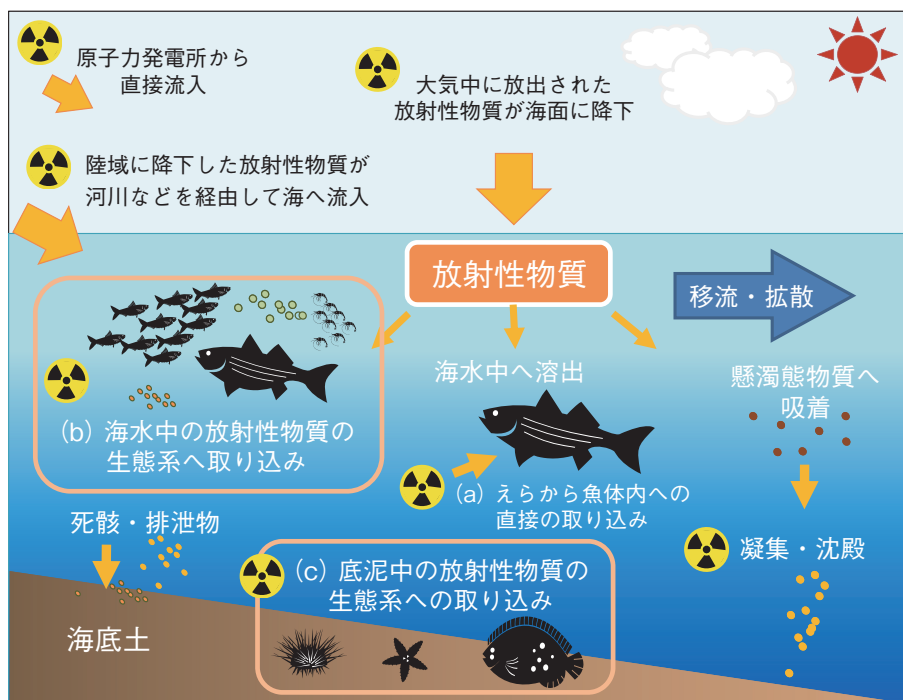 原子力発電所から
直接流入
大気中に放出された
放射性物質が海面に降下
陸域に降下した放射性物質が
河川などを経由して海へ流入
放射性物質
移流・拡散
海水中へ溶出
懸濁態物質へ
吸着
(b) 海水中の放射性物質の
生態系へ取り込み
(a) えらから魚体内への
直接の取り込み
死骸・排泄物
凝集・沈殿
(c) 底泥中の放射性物質の
生態系への取り込み
海底土